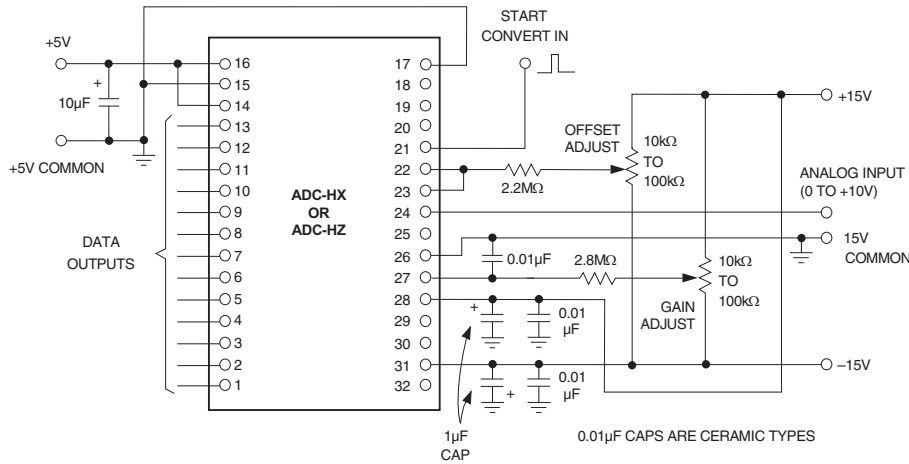 START
CONVERT IN
+5V
+
10µF
+5V COMMON
DATA
OUTPUTS
16
15
14
13
12
11
10
9
8
7
6
5
4
3
2
1
ADC-HX
OR
ADC-HZ
17
18
19
20
21
22
23
24
25
26
27
28
29
30
31
32
2.2MΩ
OFFSET
ADJUST
10kΩ
TO
100kΩ
+15V
ANALOG INPUT
(0 TO +10V)
15V
COMMON
0.01µF
2.8MΩ
10kΩ
TO
100kΩ
GAIN
ADJUST
+
0.01
µF
–15V
+
0.01
µF
1µF
CAP
0.01µF CAPS ARE CERAMIC TYPES